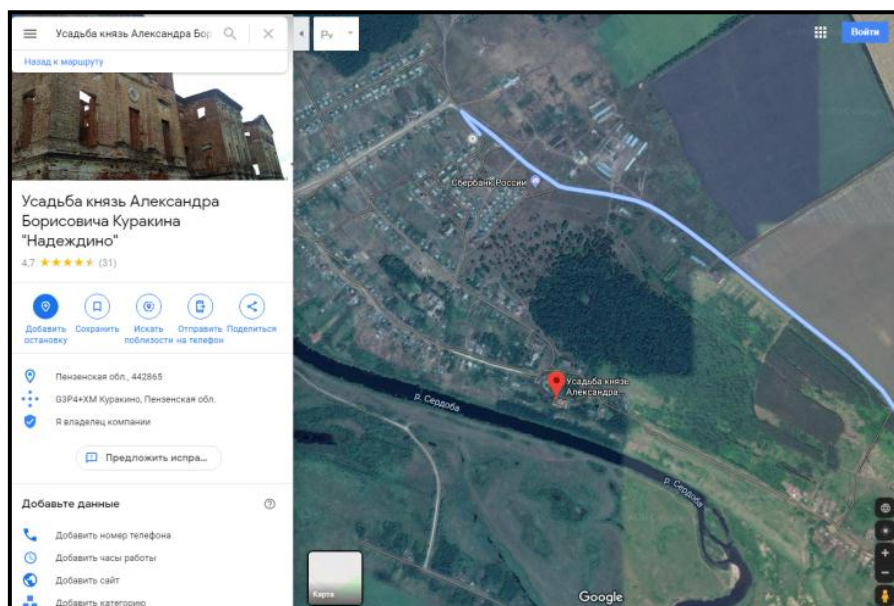 Усадьба князь Александра Бор
Назад к маршруту
Войти
Усадьба князь Александра
Борисовича Куракина
"Надеждино"
4,7 (31)
Добавить остановку
Сохранить
Искать поблизости
Отправить на телефон
Поделиться
Пензенская обл., 442865
G3P4+XM Куракино, Пензенская обл.
Я владелец компании
Предложить испра...
Добавьте данные
Добавить номер телефона
Добавить часы работы
Добавить сайт
Добавить категорию
Сбербанк России
Усадьба князь
Александра...
р. Сердоба
р. Сердоба
Карта
Google